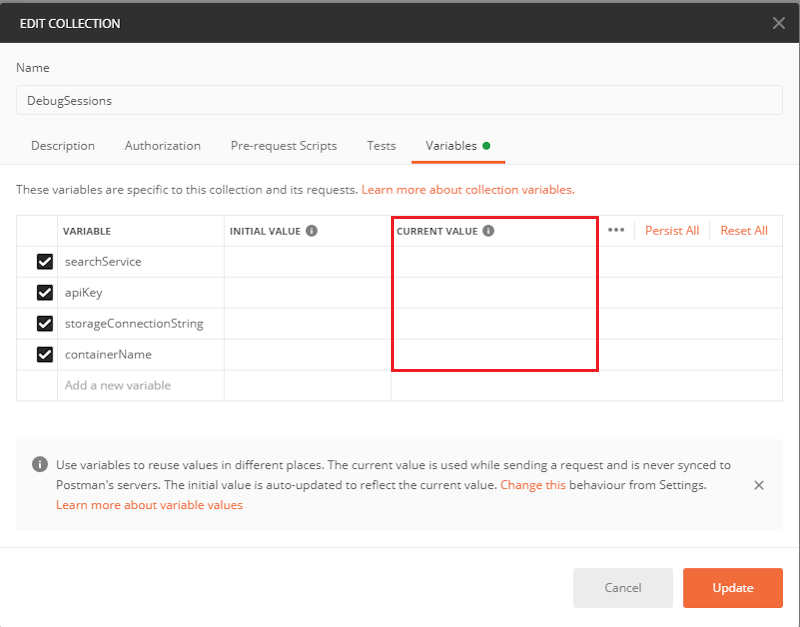 EDIT COLLECTION
Name
DebugSessions
Description Authorization Pre-request Scripts Tests Variables
These variables are specific to this collection and its requests. Learn more about collection variables.
VARIABLE INITIAL VALUE CURRENT VALUE ••• Persist All Reset All
searchService
apiKey
storageConnectionString
containerName
Add a new variable
Use variables to reuse values in different places. The current value is used while sending a request and is never synced to
Postman's servers. The initial value is auto-updated to reflect the current value. Change this behaviour from Settings.
Learn more about variable values
Cancel Update